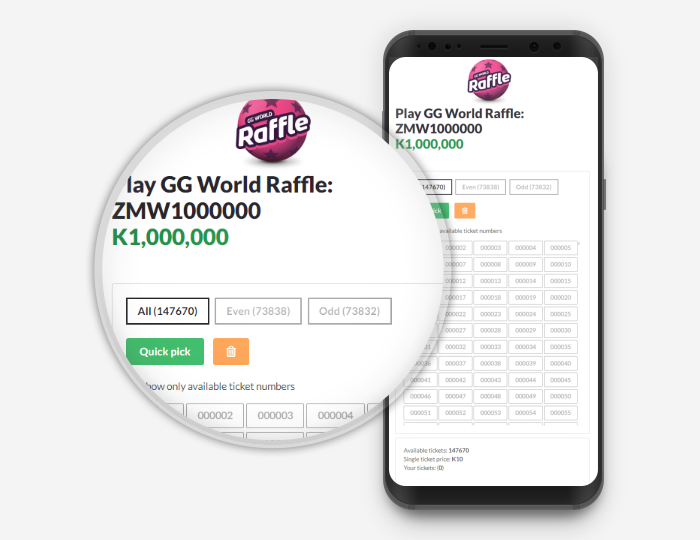 GG WORLD
Raffle
lay GG World Raffle:
ZMW1000000
K1,000,000
All (147670)
Even (73838)
Odd (73832)
Quick pick
how only available ticket numbers
000002
000003
000004
GG WORLD
Raffle
Play GG World Raffle:
ZMW1000000
K1,000,000
147670)
Even (73838)
Odd (73832)
ick
available ticket numbers
000002 000003 000004 000005
000007 000008 000009 000010
000012 000013 000014 000015
000017 000018 000019 000020
000022 000023 000024 000025
000027 000028 000029 000030
000032 000033 000034 000035
000037 000038 000039 000040
000041 000042 000043 000044 000045
000046 000047 000048 000049 000050
000051 000052 000053 000054 000055
Available tickets: 147670
Single ticket price: K10
Your tickets: (0)